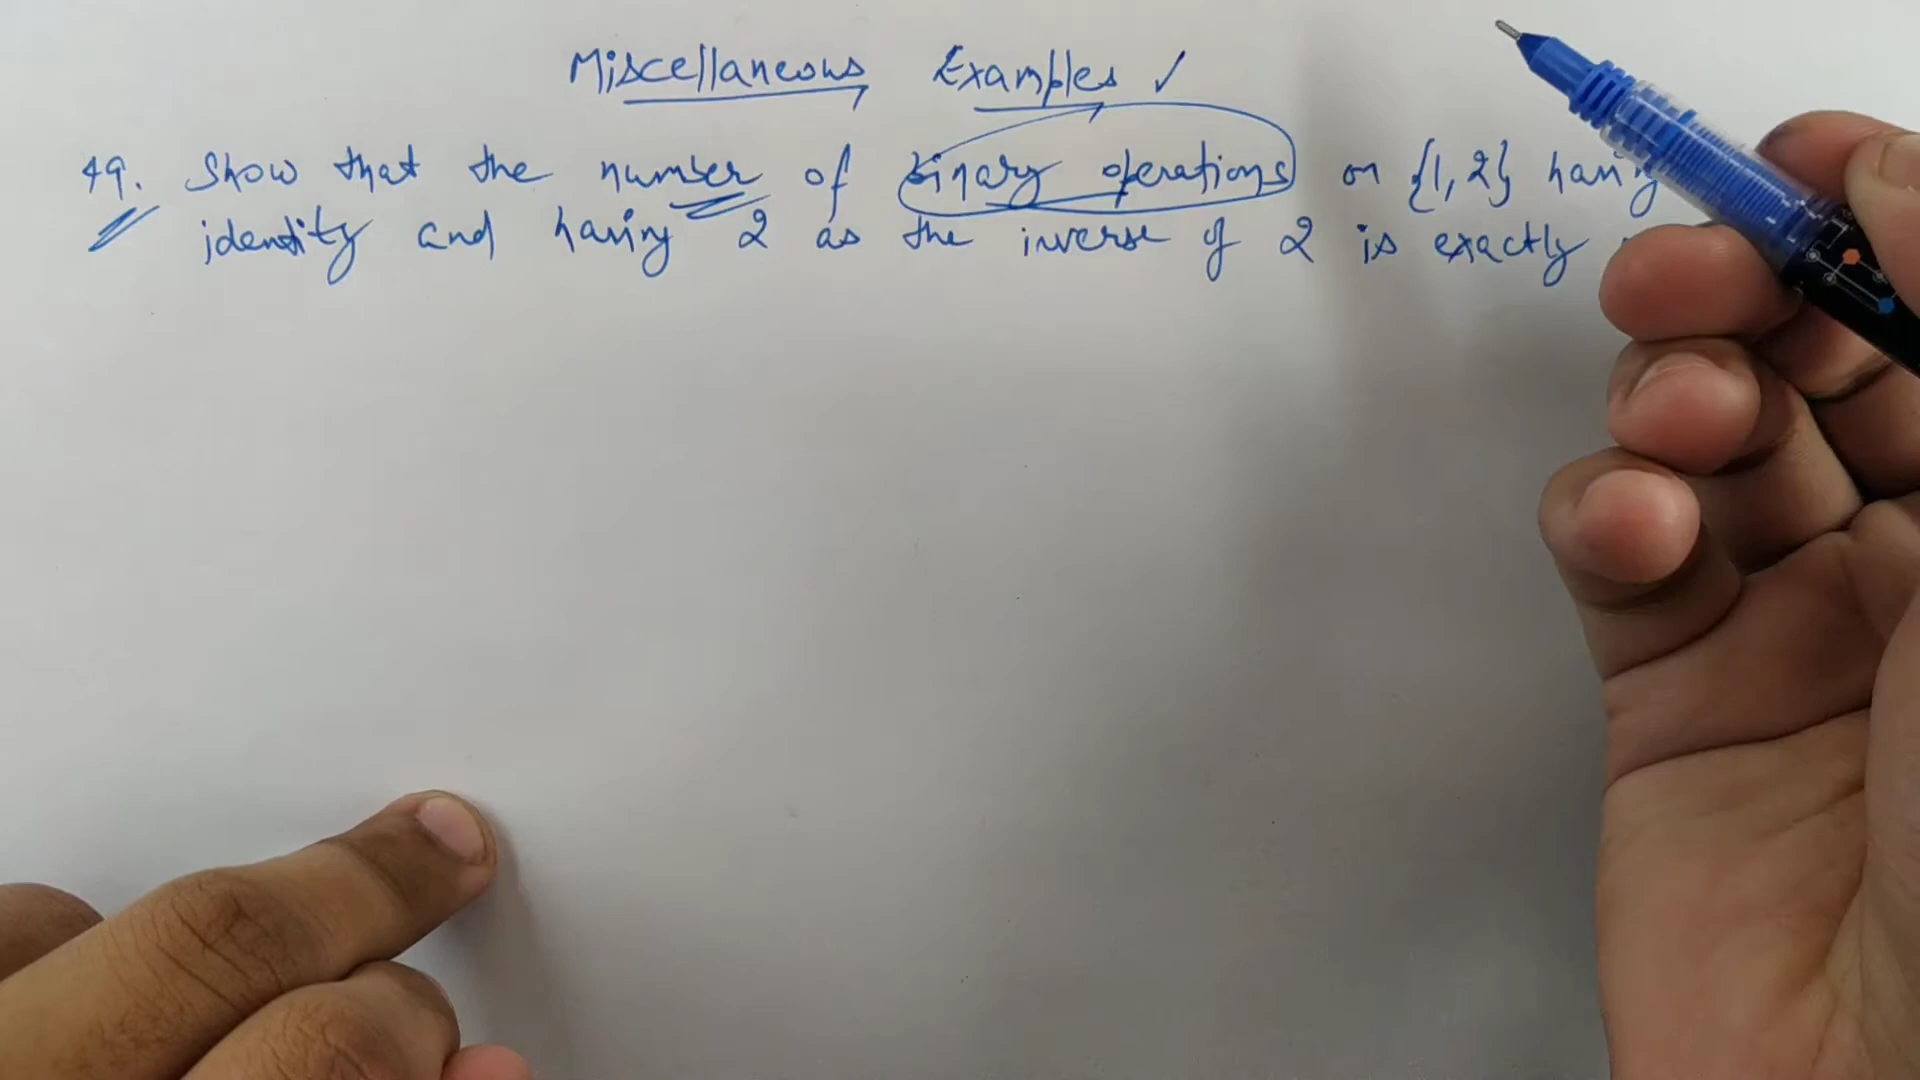 Miscellaneous Examples ✓
49. Show that the number of binary operations on {1,2} having
identity and having 2 as the inverse of 2 is exactly